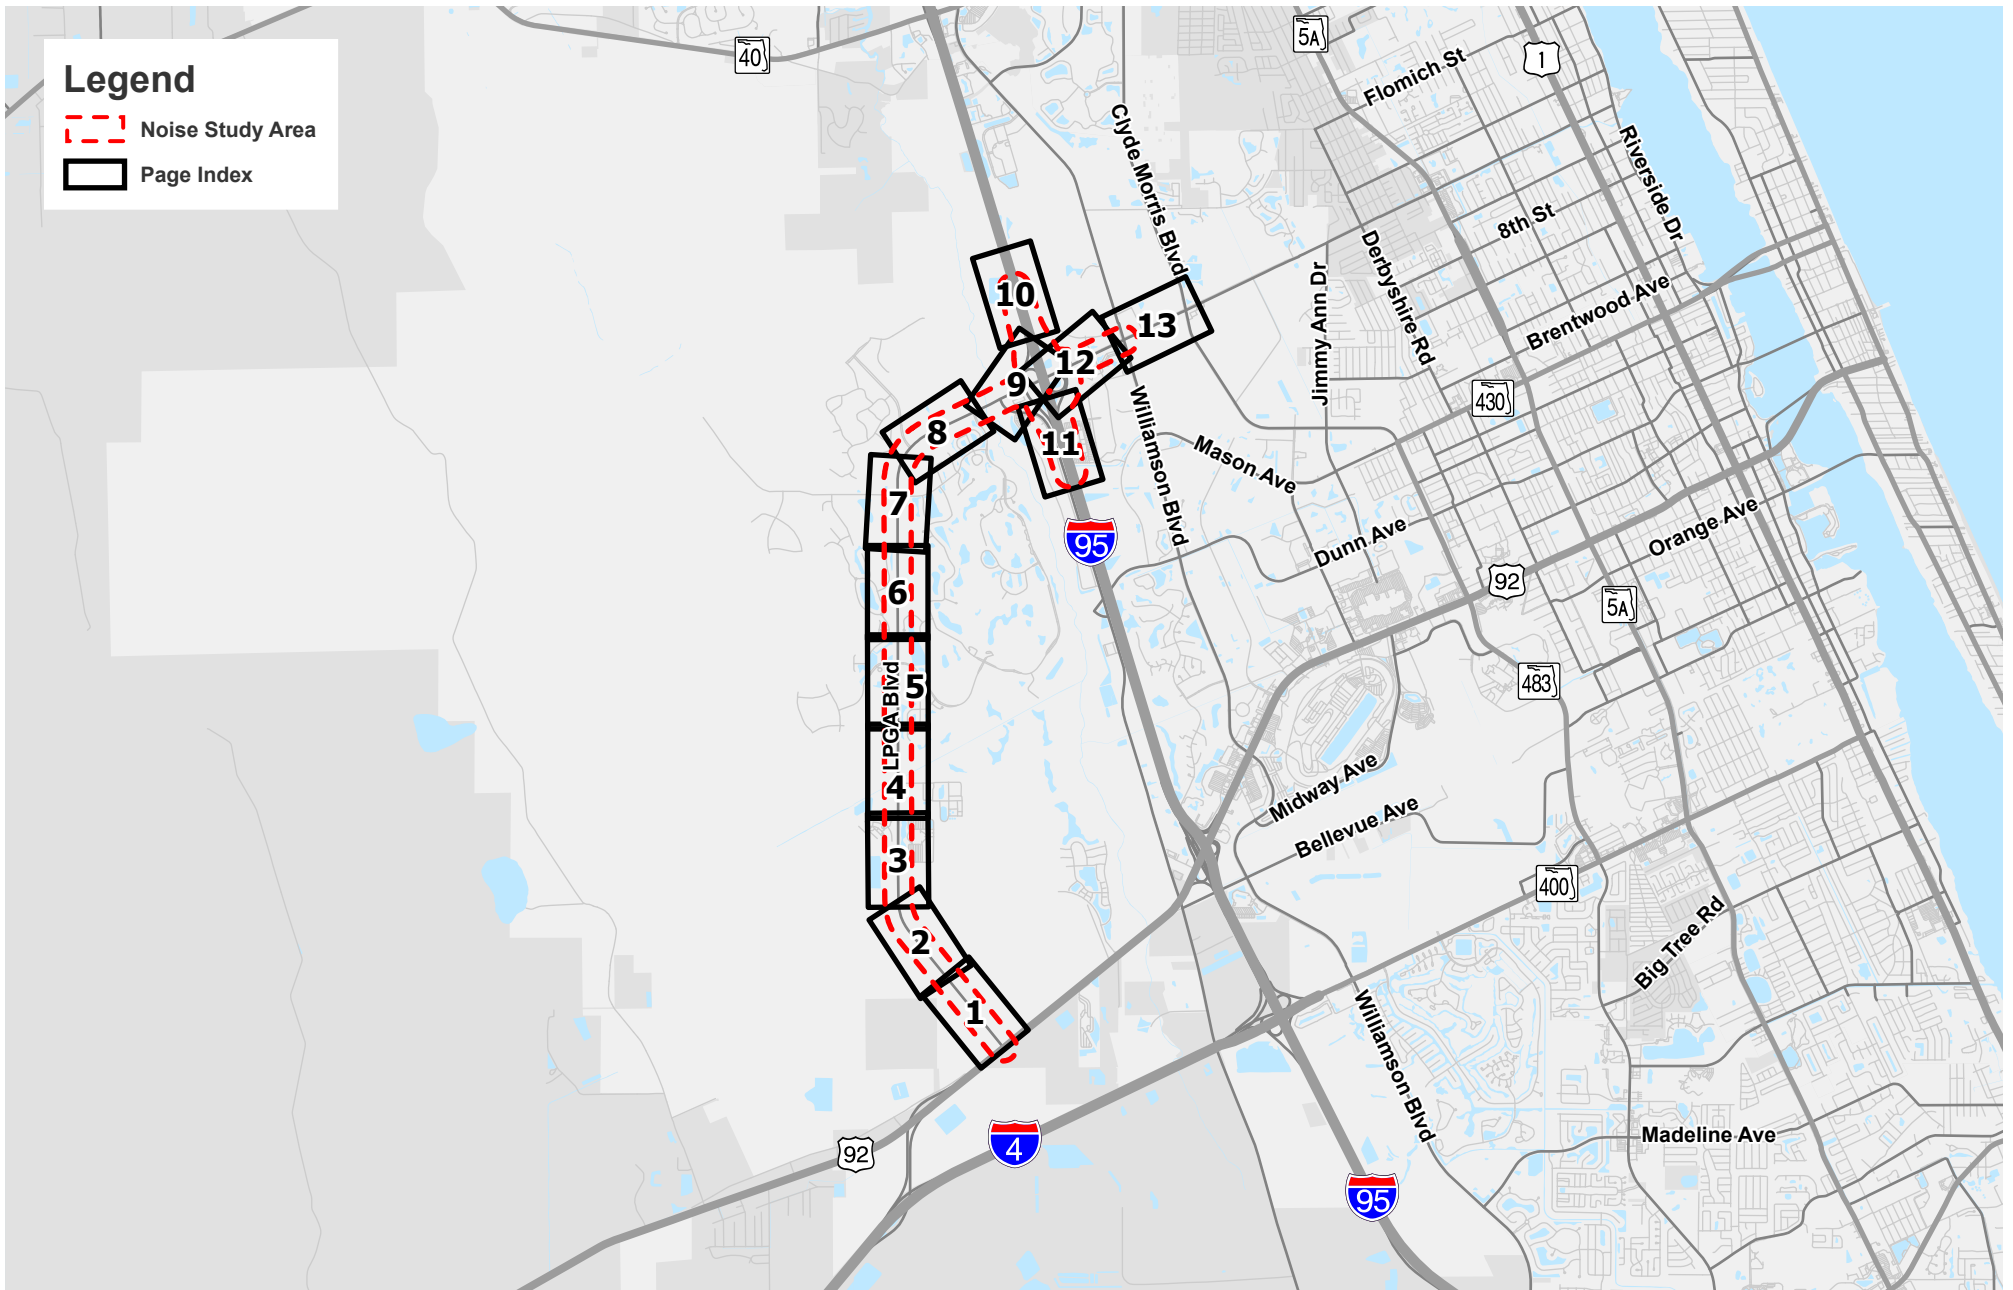 Legend
Noise Study Area
Page Index
40
5A
1
Flomich St
Clyde Morris Blvd
Riverside Dr
8th St
Derbyshire Rd
Jimmy Ann Dr
Brentwood Ave
10
13
12
9
430
8
11
Williamson Blvd
Mason Ave
7
95
Dunn Ave
Orange Ave
92
6
5A
5
LPGA Blvd
483
4
Midway Ave
Bellevue Ave
3
400
2
Big Tree Rd
1
Williamson Blvd
4
92
Madeline Ave
95